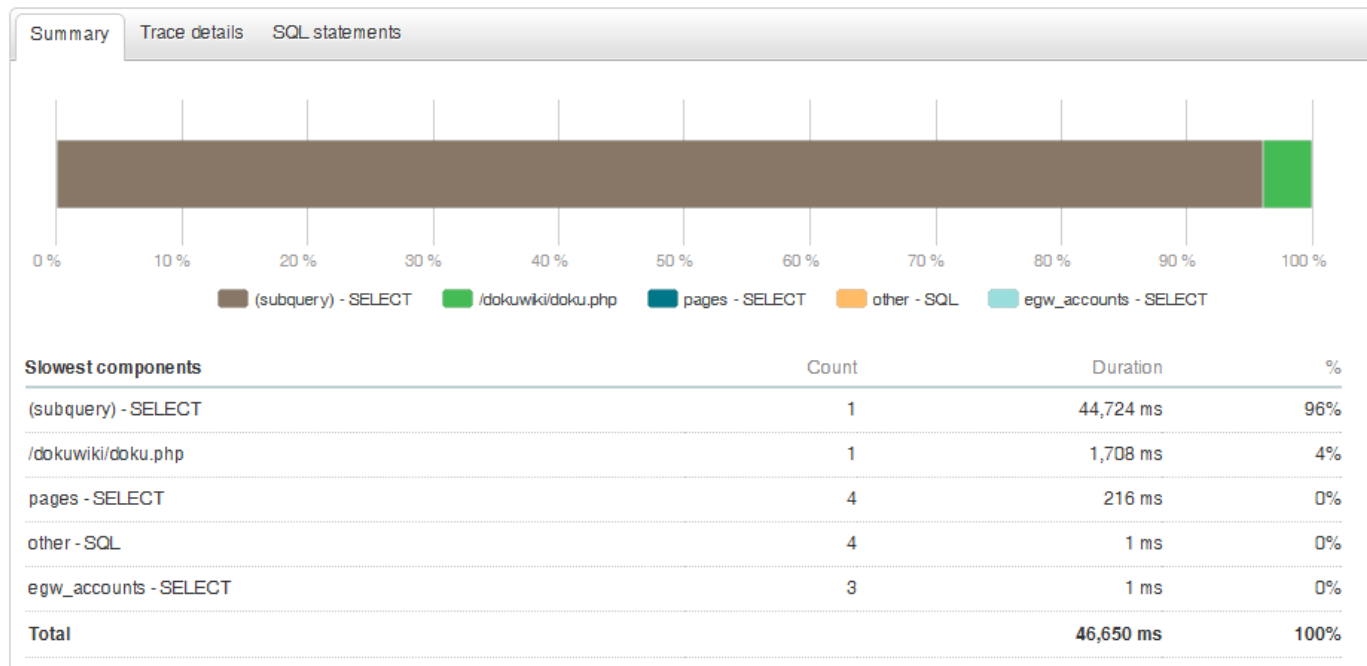 Summary Trace details SQL statements
0 % 10 % 20 % 30 % 40 % 50 % 60 % 70 % 80 % 90 % 100 %
(subquery) - SELECT /dokuwiki/doku.php pages - SELECT other - SQL egw_accounts - SELECT
Slowest components Count Duration %
(subquery) - SELECT 1 44,724 ms 96%
/dokuwiki/doku.php 1 1,708 ms 4%
pages - SELECT 4 216 ms 0%
other - SQL 4 1 ms 0%
egw_accounts - SELECT 3 1 ms 0%
Total 46,650 ms 100%